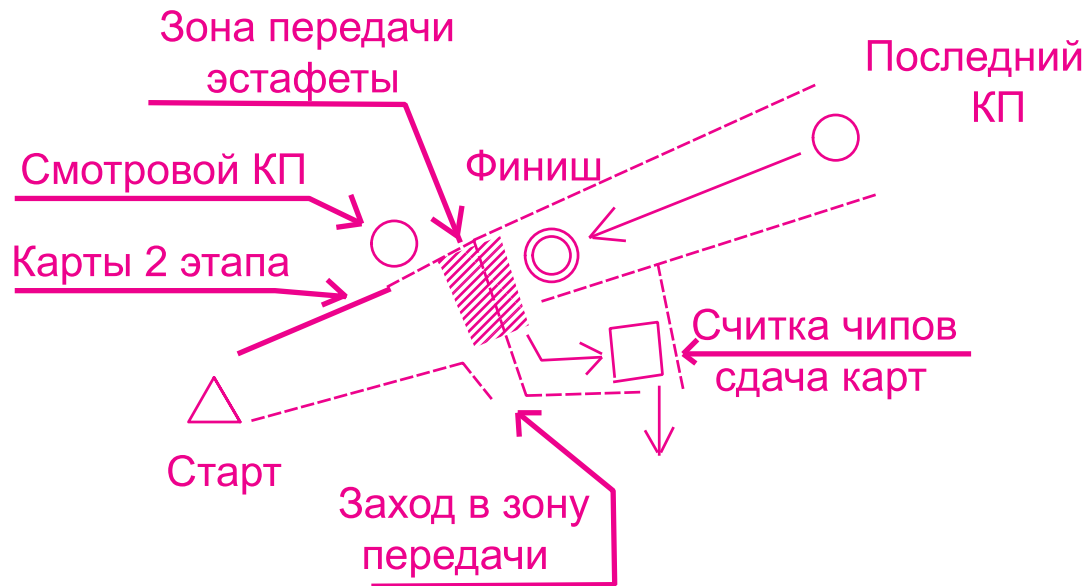 Зона передачи
эстафеты
Последний
КП
Смотровой КП
Финиш
Карты 2 этапа
Считка чипов
сдача карт
Старт
Заход в зону
передачи